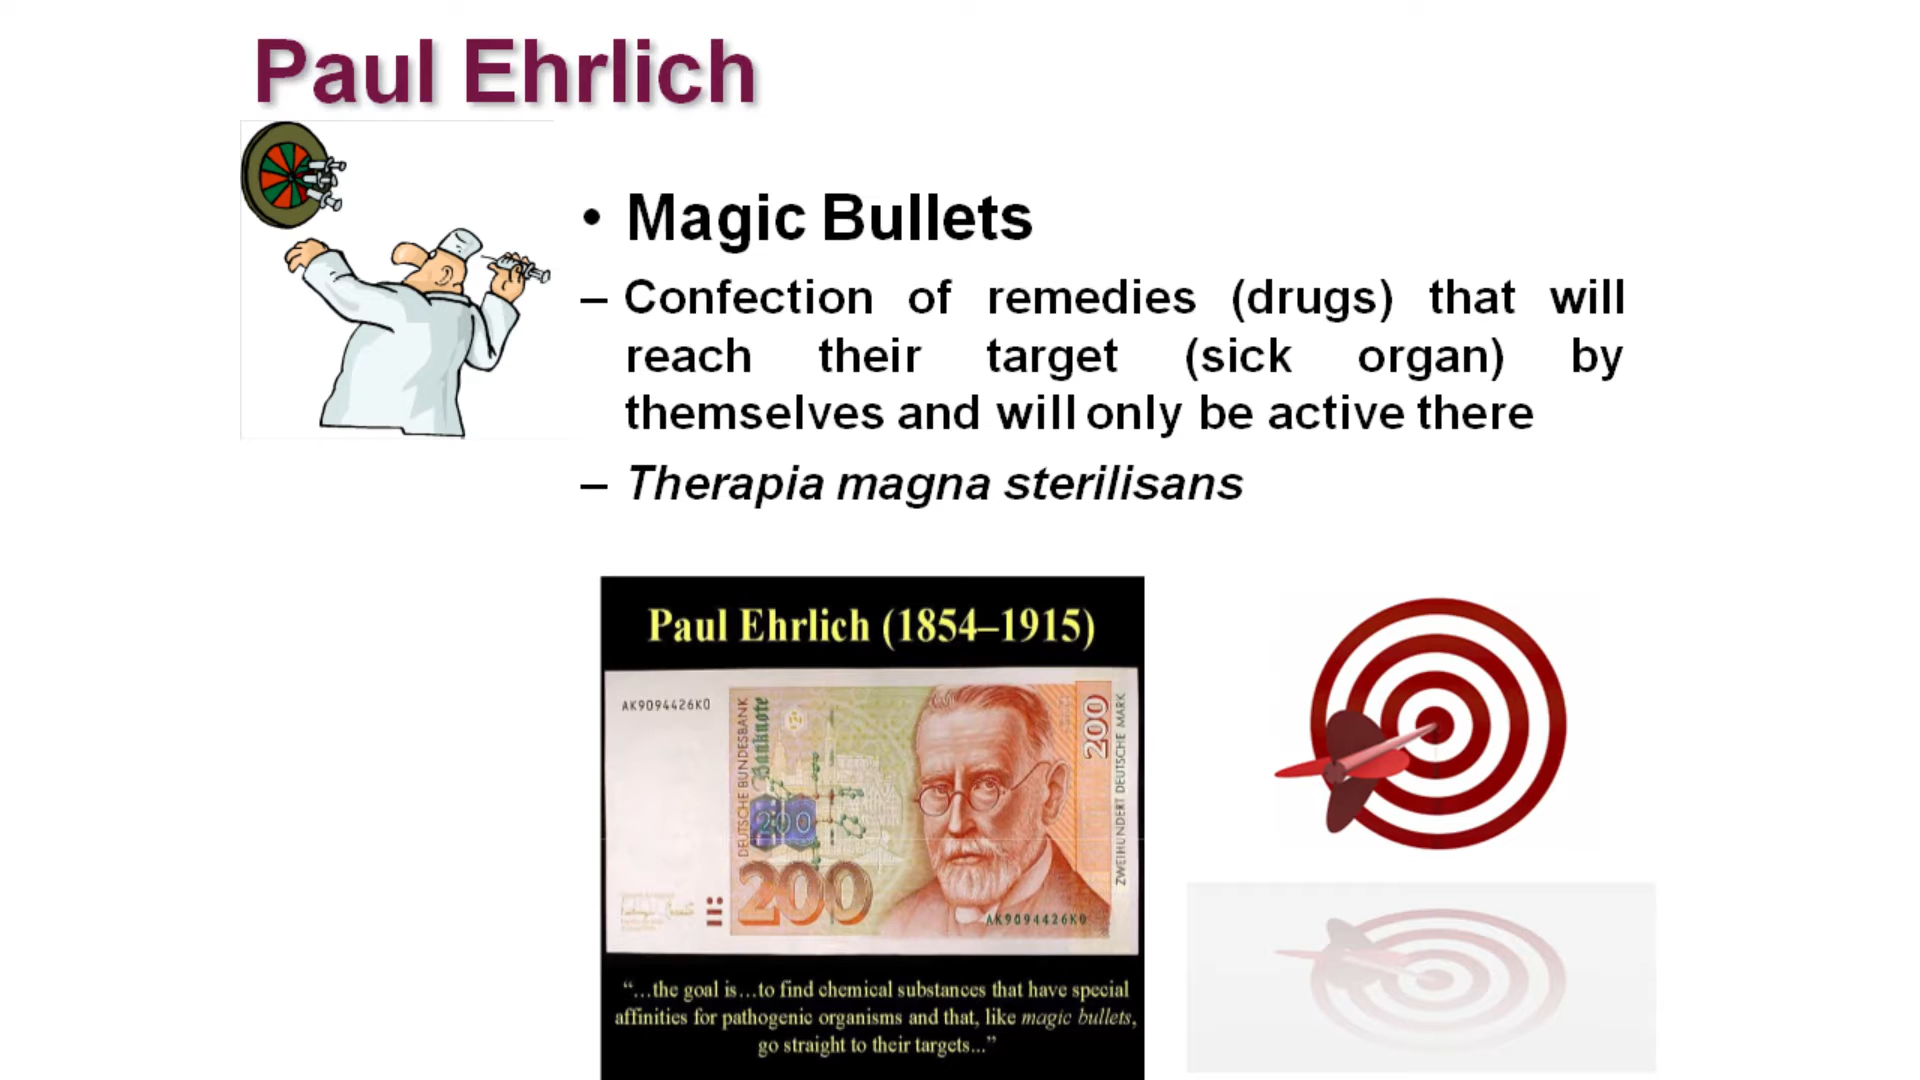 Paul Ehrlich
• Magic Bullets
– Confection of remedies (drugs) that will
reach their target (sick organ) by
themselves and will only be active there
– Therapia magna sterilisans
Paul Ehrlich (1854–1915)
AK9094426K0
DEUTSCHE BUNDESBANK
Banknote
200
200
200
ZWEIHUNDERT DEUTSCHE MARK
AK9094426K0
“…the goal is…to find chemical substances that have special
affinities for pathogenic organisms and that, like magic bullets,
go straight to their targets...”